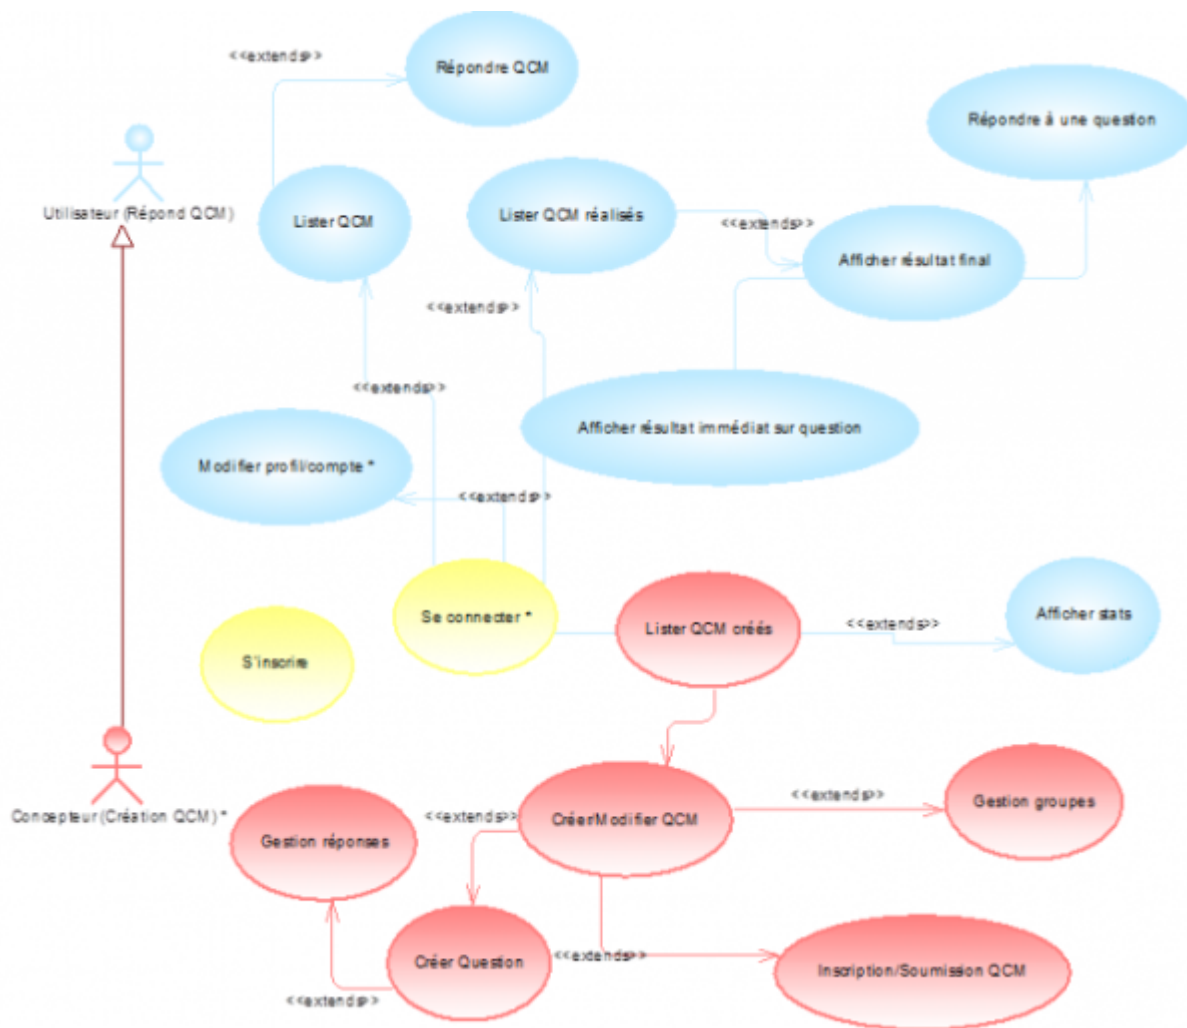 <<extends>>
Répondre QCM
Répondre à une question
Utilisateur (Répond QCM)
Lister QCM
Lister QCM réalisés
<<extends>>
Afficher résultat final
<<extends>>
<<extends>>
Afficher résultat immédiat sur question
Modifier profil/compte *
<<extends>>
Se connecter *
Lister QCM créés
<<extends>>
Afficher stats
S'inscrire
Concepteur (Création QCM) *
Gestion réponses
<<extends>>
Créer/Modifier QCM
<<extends>>
Gestion groupes
Créer Question
<<extends>>
Inscription/Soumission QCM
<<extends>>